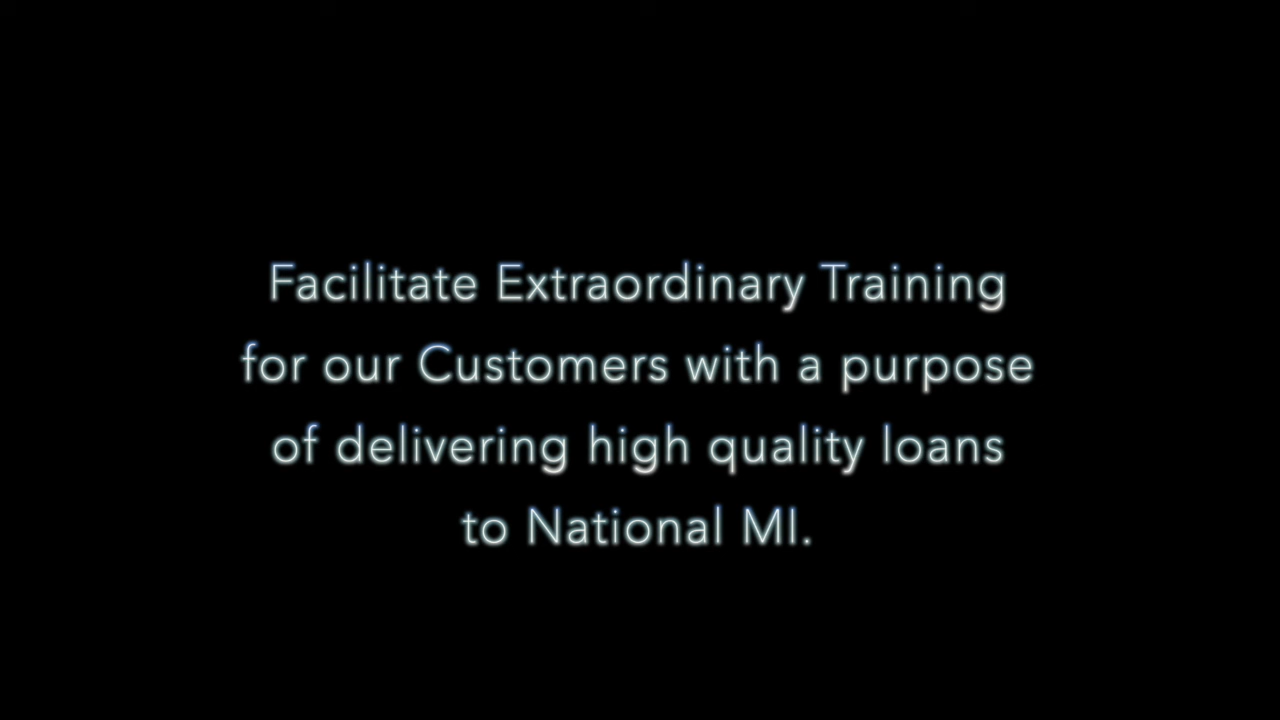 Facilitate Extraordinary Training
for our Customers with a purpose
of delivering high quality loans
to National MI.